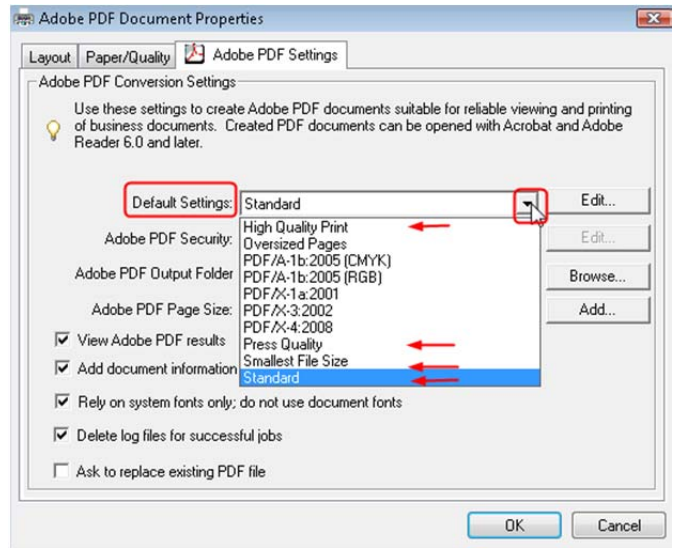 Adobe PDF Document Properties
Layout
Paper/Quality
Adobe PDF Settings
Adobe PDF Conversion Settings
Use these settings to create Adobe PDF documents suitable for reliable viewing and printing
of business documents. Created PDF documents can be opened with Acrobat and Adobe
Reader 6.0 and later.
Default Settings: Standard Edit...
High Quality Print
Adobe PDF Security: Edit...
Oversized Pages
PDF/A-1b:2005 (CMYK)
Adobe PDF Output Folder PDF/A-1b:2005 (RGB) Browse...
PDF/X-1a:2001
Adobe PDF Page Size: PDF/X-3:2002 Add...
PDF/X-4:2008
View Adobe PDF results Press Quality
Smallest File Size
Add document information Standard
Rely on system fonts only; do not use document fonts
Delete log files for successful jobs
Ask to replace existing PDF file
OK Cancel